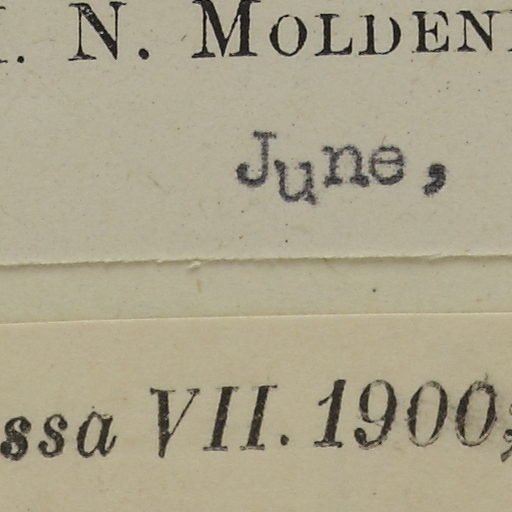 . N. MOLDEN
June,
ssa VII. 1900;